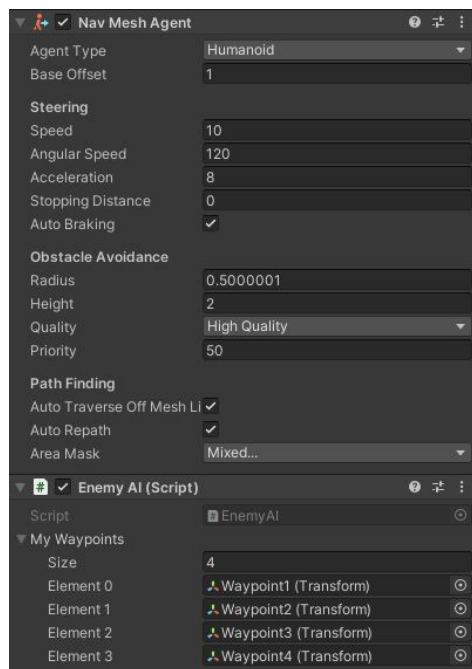 Nav Mesh Agent
Agent Type Humanoid
Base Offset 1
Steering
Speed 10
Angular Speed 120
Acceleration 8
Stopping Distance 0
Auto Braking
Obstacle Avoidance
Radius 0.5000001
Height 2
Quality High Quality
Priority 50
Path Finding
Auto Traverse Off Mesh Li
Auto Repath
Area Mask Mixed...
# Enemy AI (Script)
Script EnemyAI
My Waypoints
Size 4
Element 0 Waypoint1 (Transform)
Element 1 Waypoint2 (Transform)
Element 2 Waypoint3 (Transform)
Element 3 Waypoint4 (Transform)